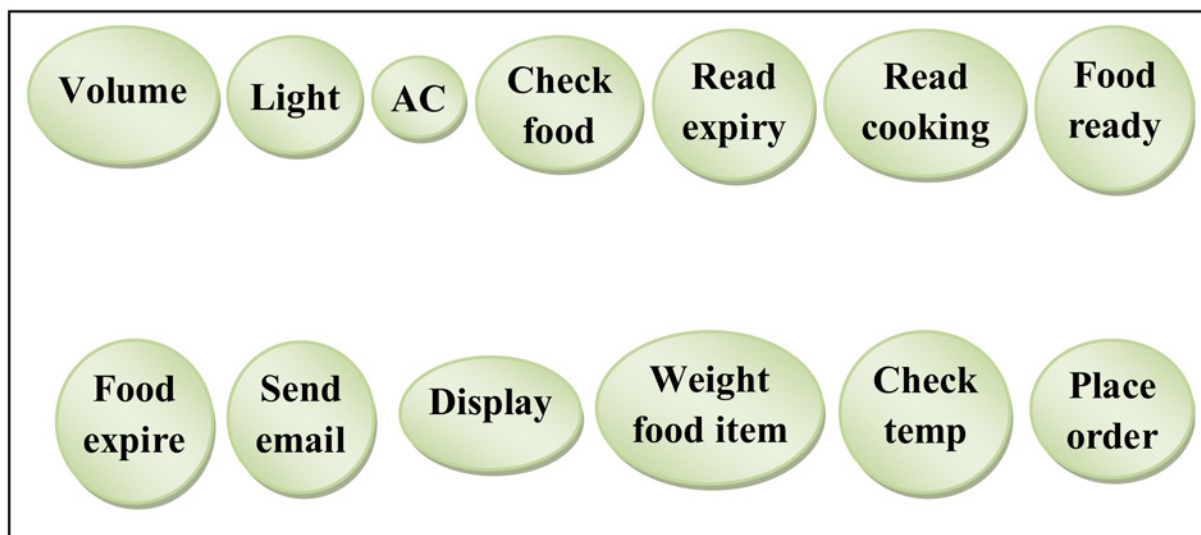 Volume
Light
AC
Check
food
Read
expiry
Read
cooking
Food
ready
Food
expire
Send
email
Display
Weight
food item
Check
temp
Place
order